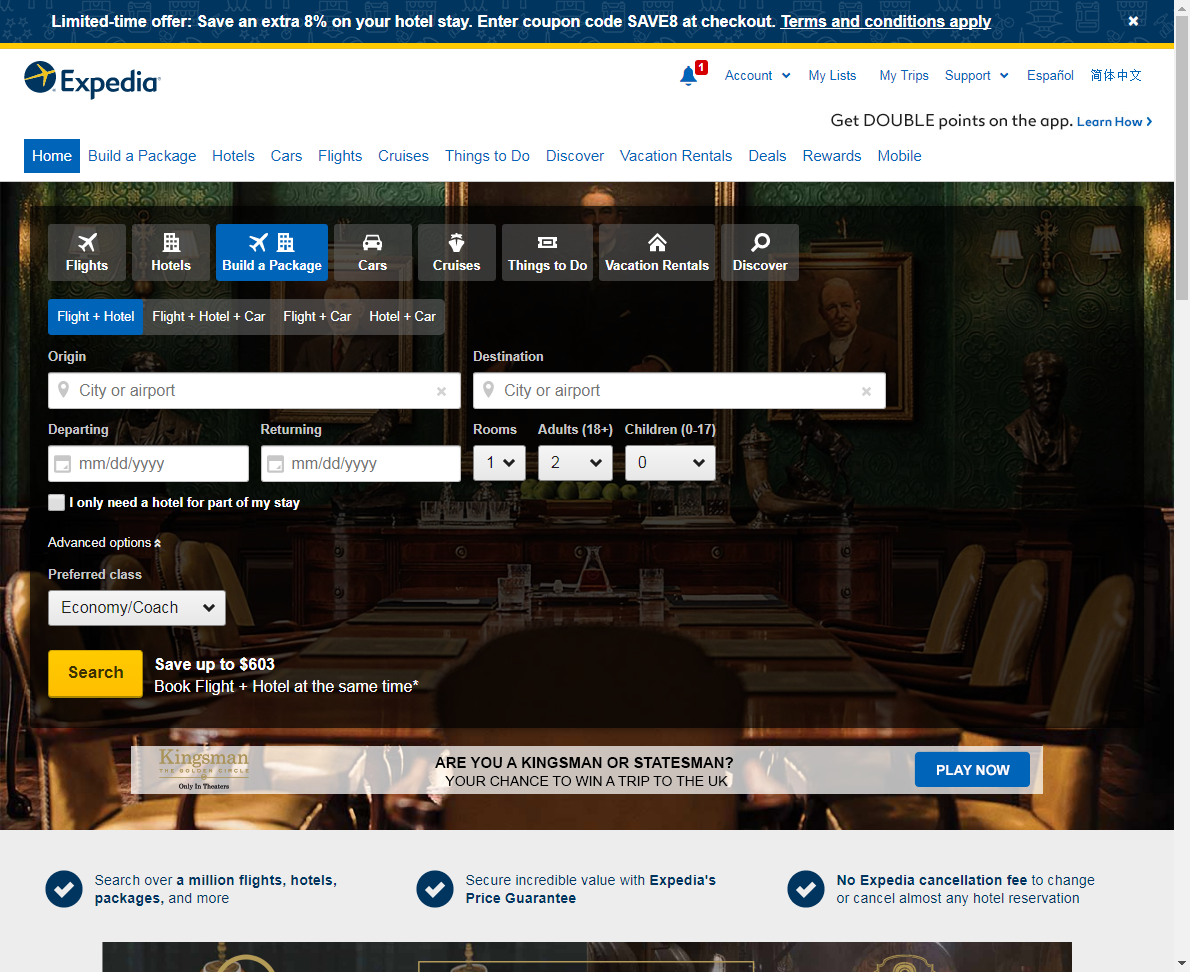 Limited-time offer: Save an extra 8% on your hotel stay. Enter coupon code SAVE8 at checkout. Terms and conditions apply
Expedia
1
Account My Lists My Trips Support Español 简体中文
Get DOUBLE points on the app. Learn How
Home Build a Package Hotels Cars Flights Cruises Things to Do Discover Vacation Rentals Deals Rewards Mobile
Flights Hotels Build a Package Cars Cruises Things to Do Vacation Rentals Discover
Flight + Hotel Flight + Hotel + Car Flight + Car Hotel + Car
Origin Destination
City or airport City or airport
Departing Returning Rooms Adults (18+) Children (0-17)
mm/dd/yyyy mm/dd/yyyy 1 2 0
I only need a hotel for part of my stay
Advanced options
Preferred class
Economy/Coach
Search
Save up to $603
Book Flight + Hotel at the same time*
Kingsman
THE GOLDEN CIRCLE
Only In Theaters
ARE YOU A KINGSMAN OR STATESMAN?
YOUR CHANCE TO WIN A TRIP TO THE UK
PLAY NOW
Search over a million flights, hotels,
packages, and more
Secure incredible value with Expedia's
Price Guarantee
No Expedia cancellation fee to change
or cancel almost any hotel reservation